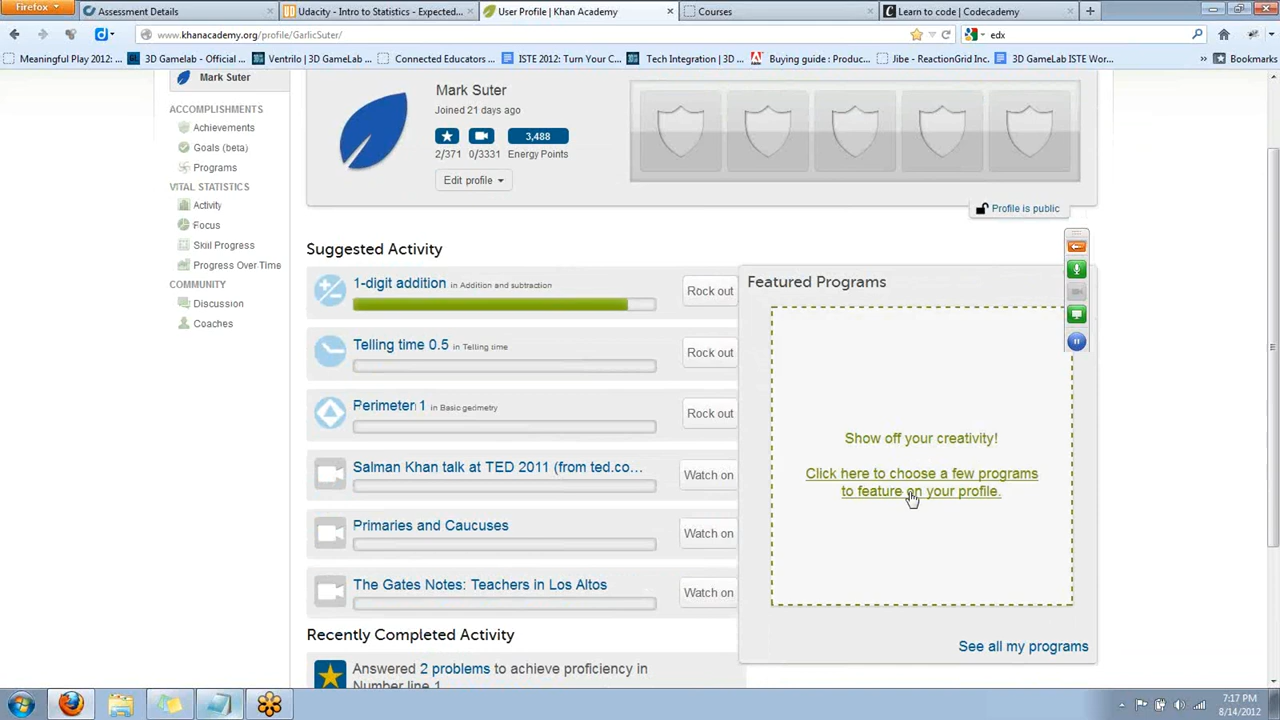 Firefox
Assessment Details
Udacity - Intro to Statistics - Expected...
User Profile | Khan Academy
Courses
Learn to code | Codecademy
www.khanacademy.org/profile/GarlicSuter/
edx
Meaningful Play 2012: ...
3D Gamelab - Official ...
Ventrilo | 3D GameLab ...
Connected Educators ...
ISTE 2012: Turn Your C...
Tech Integration | 3D ...
Buying guide : Produc...
Jibe - ReactionGrid Inc.
3D GameLab ISTE Wor...
Bookmarks
Mark Suter
ACCOMPLISHMENTS
Achievements
Goals (beta)
Programs
VITAL STATISTICS
Activity
Focus
Skill Progress
Progress Over Time
COMMUNITY
Discussion
Coaches
Mark Suter
Joined 21 days ago
3,488
2/371 0/3331 Energy Points
Edit profile
Profile is public
Suggested Activity
1-digit addition in Addition and subtraction
Rock out
Telling time 0.5 in Telling time
Rock out
Perimeter 1 in Basic geometry
Rock out
Salman Khan talk at TED 2011 (from ted.co...
Watch on
Primaries and Caucuses
Watch on
The Gates Notes: Teachers in Los Altos
Watch on
Recently Completed Activity
Answered 2 problems to achieve proficiency in
Number line 1
Featured Programs
Show off your creativity!
Click here to choose a few programs
to feature on your profile.
See all my programs
7:17 PM
8/14/2012